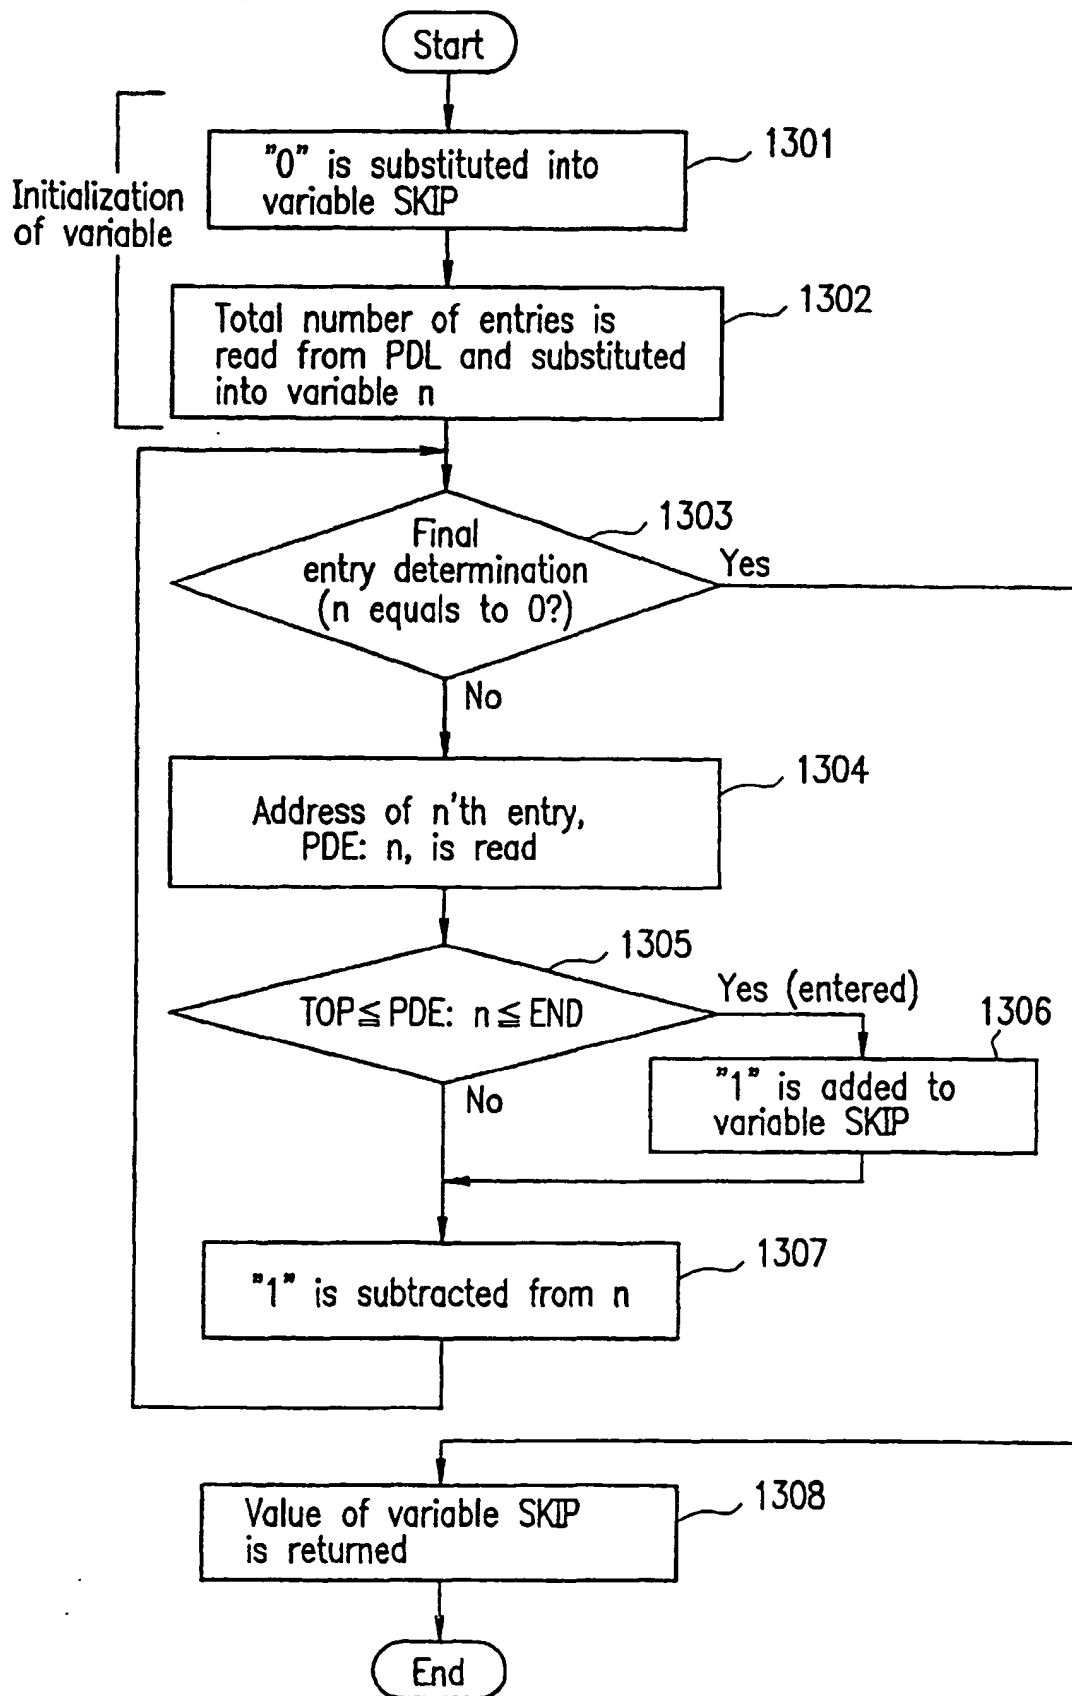 Start
1301
"0" is substituted into
variable SKIP
Initialization
of variable
1302
Total number of entries is
read from PDL and substituted
into variable n
1303
Final
entry determination
(n equals to 0?)
Yes
No
1304
Address of n'th entry,
PDE: n, is read
1305
TOP≦PDE: n≦END
Yes (entered)
1306
"1" is added to
variable SKIP
No
1307
"1" is subtracted from n
1308
Value of variable SKIP
is returned
End